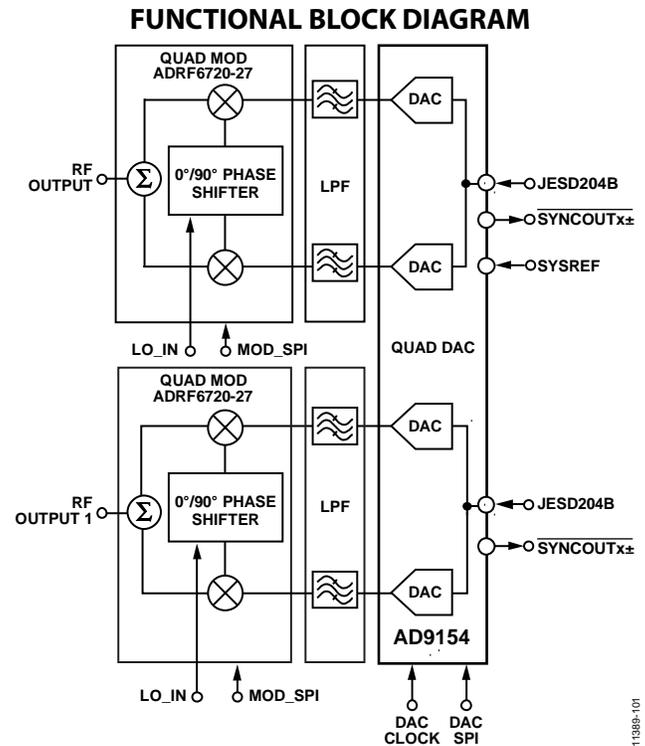 FUNCTIONAL BLOCK DIAGRAM
QUAD MOD
ADRF6720-27
DAC
RF
OUTPUT
Σ
0°/90° PHASE
SHIFTER
LPF
JESD204B
SYNCOUTx±
DAC
SYSREF
LO_IN
MOD_SPI
QUAD DAC
QUAD MOD
ADRF6720-27
DAC
RF
OUTPUT 1
Σ
0°/90° PHASE
SHIFTER
LPF
JESD204B
SYNCOUTx±
DAC
AD9154
LO_IN
MOD_SPI
DAC
CLOCK
DAC
SPI
11389-101